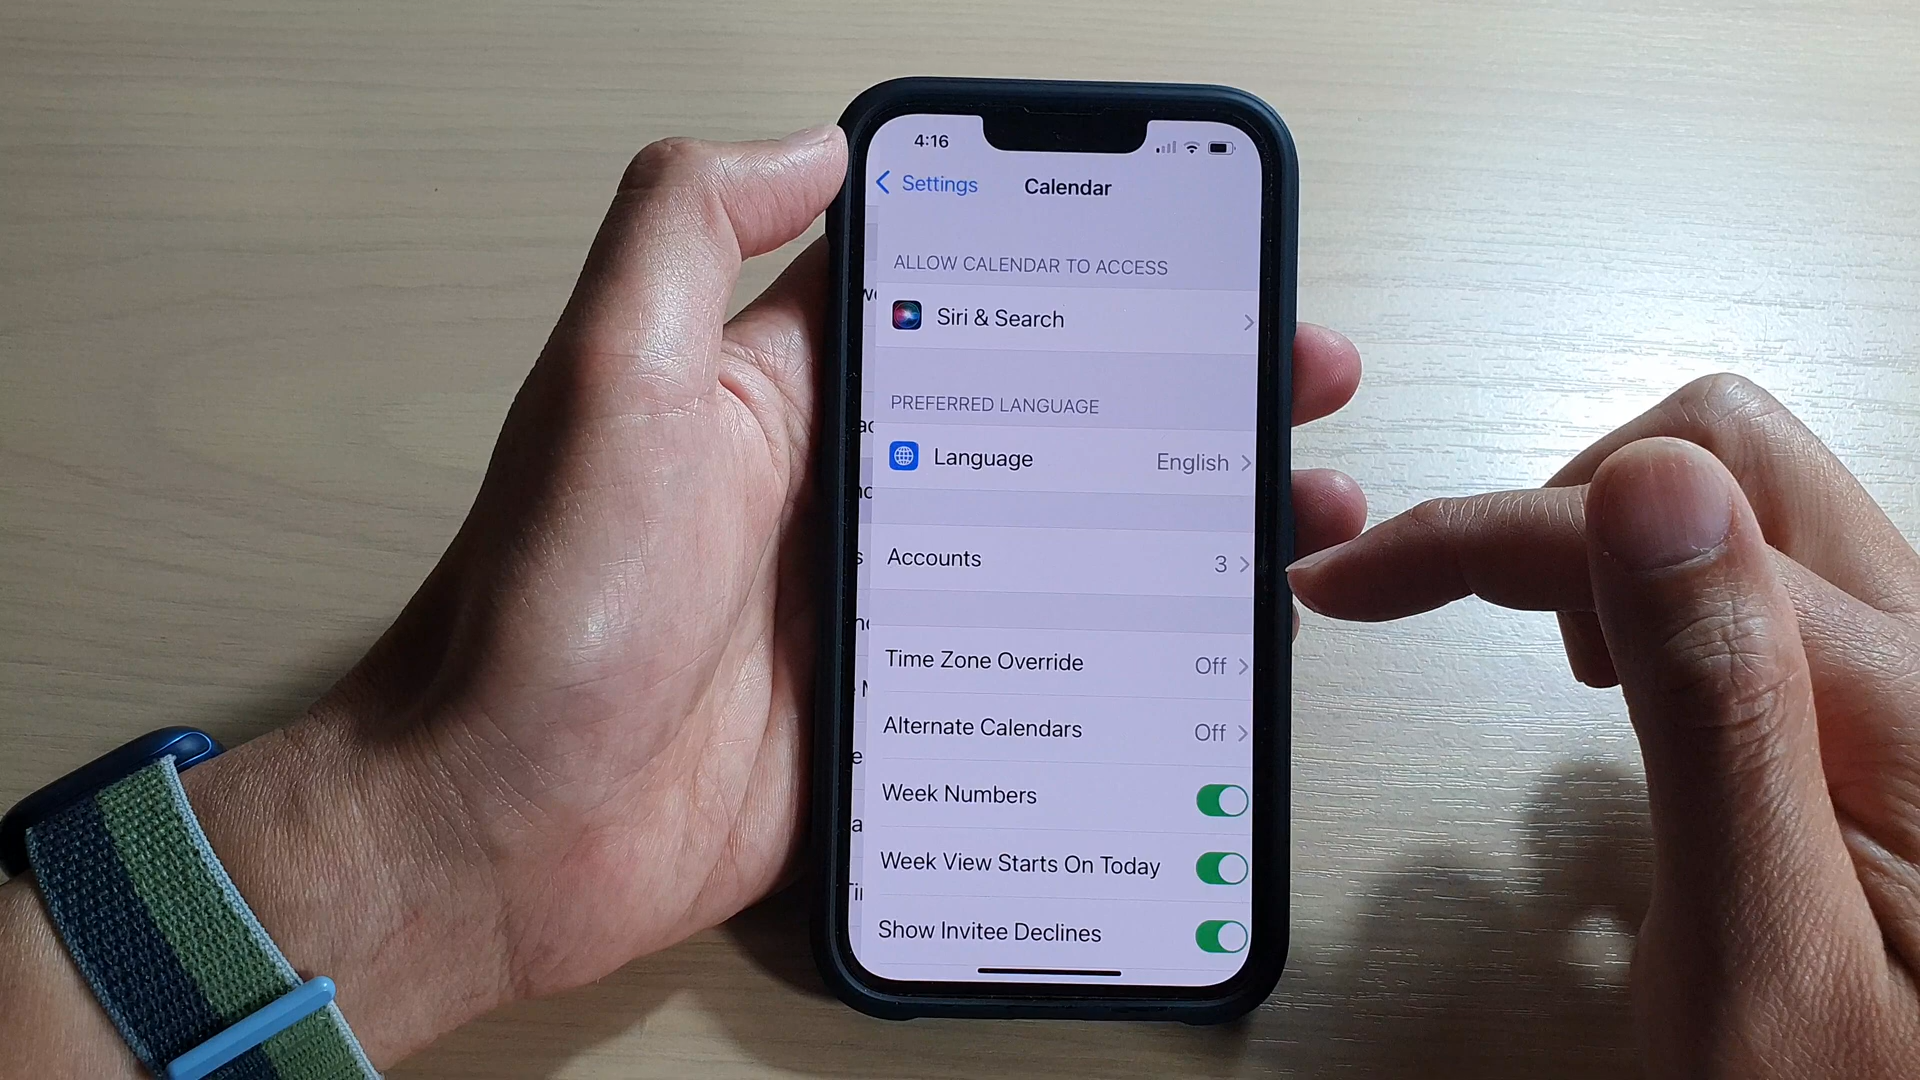 4:16
Settings
Calendar
ALLOW CALENDAR TO ACCESS
Siri & Search
PREFERRED LANGUAGE
Language English
Accounts 3
Time Zone Override Off
Alternate Calendars Off
Week Numbers
Week View Starts On Today
Show Invitee Declines